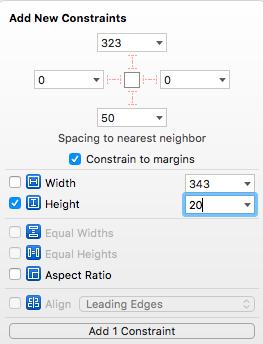 Add New Constraints
323
0 0
50
Spacing to nearest neighbor
Constrain to margins
Width 343
Height 20
Equal Widths
Equal Heights
Aspect Ratio
Align Leading Edges
Add 1 Constraint